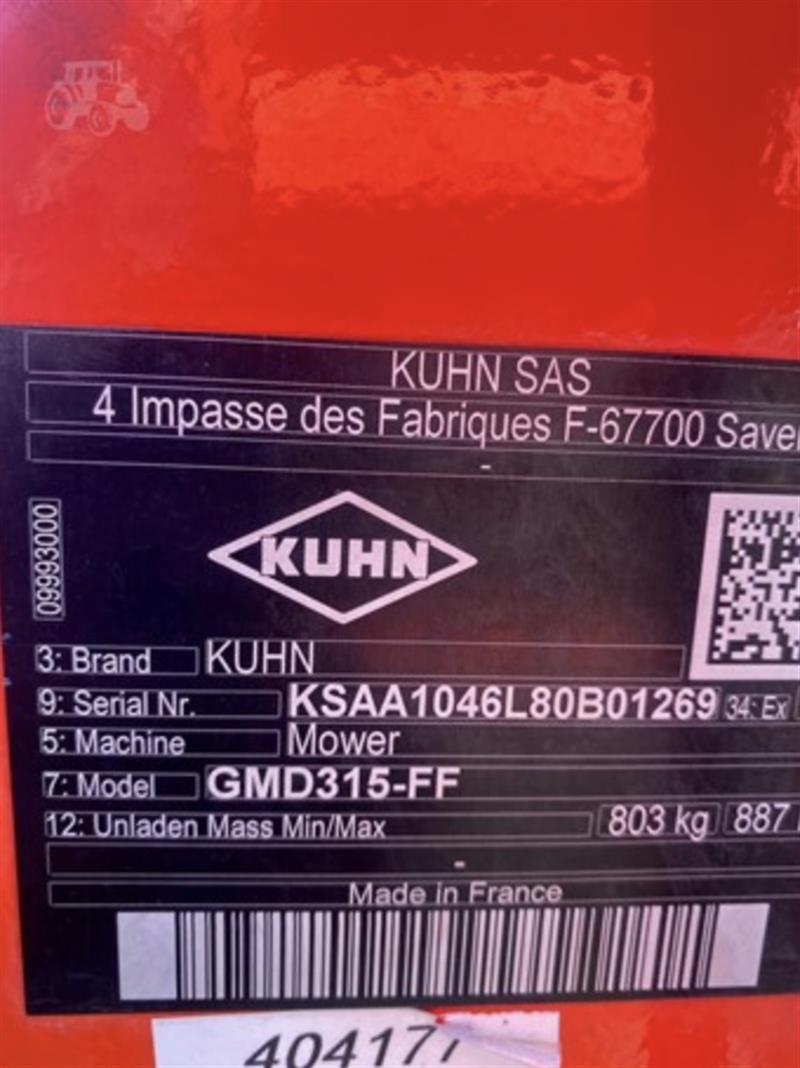 KUHN SAS
4 Impasse des Fabriques F-67700 Saver
-
09993000
KUHN
3: Brand KUHN
9: Serial Nr. KSAA1046L80B01269 34: Ex
5: Machine Mower
7: Model GMD315-FF
12: Unladen Mass Min/Max 803 kg 887
-
Made in France